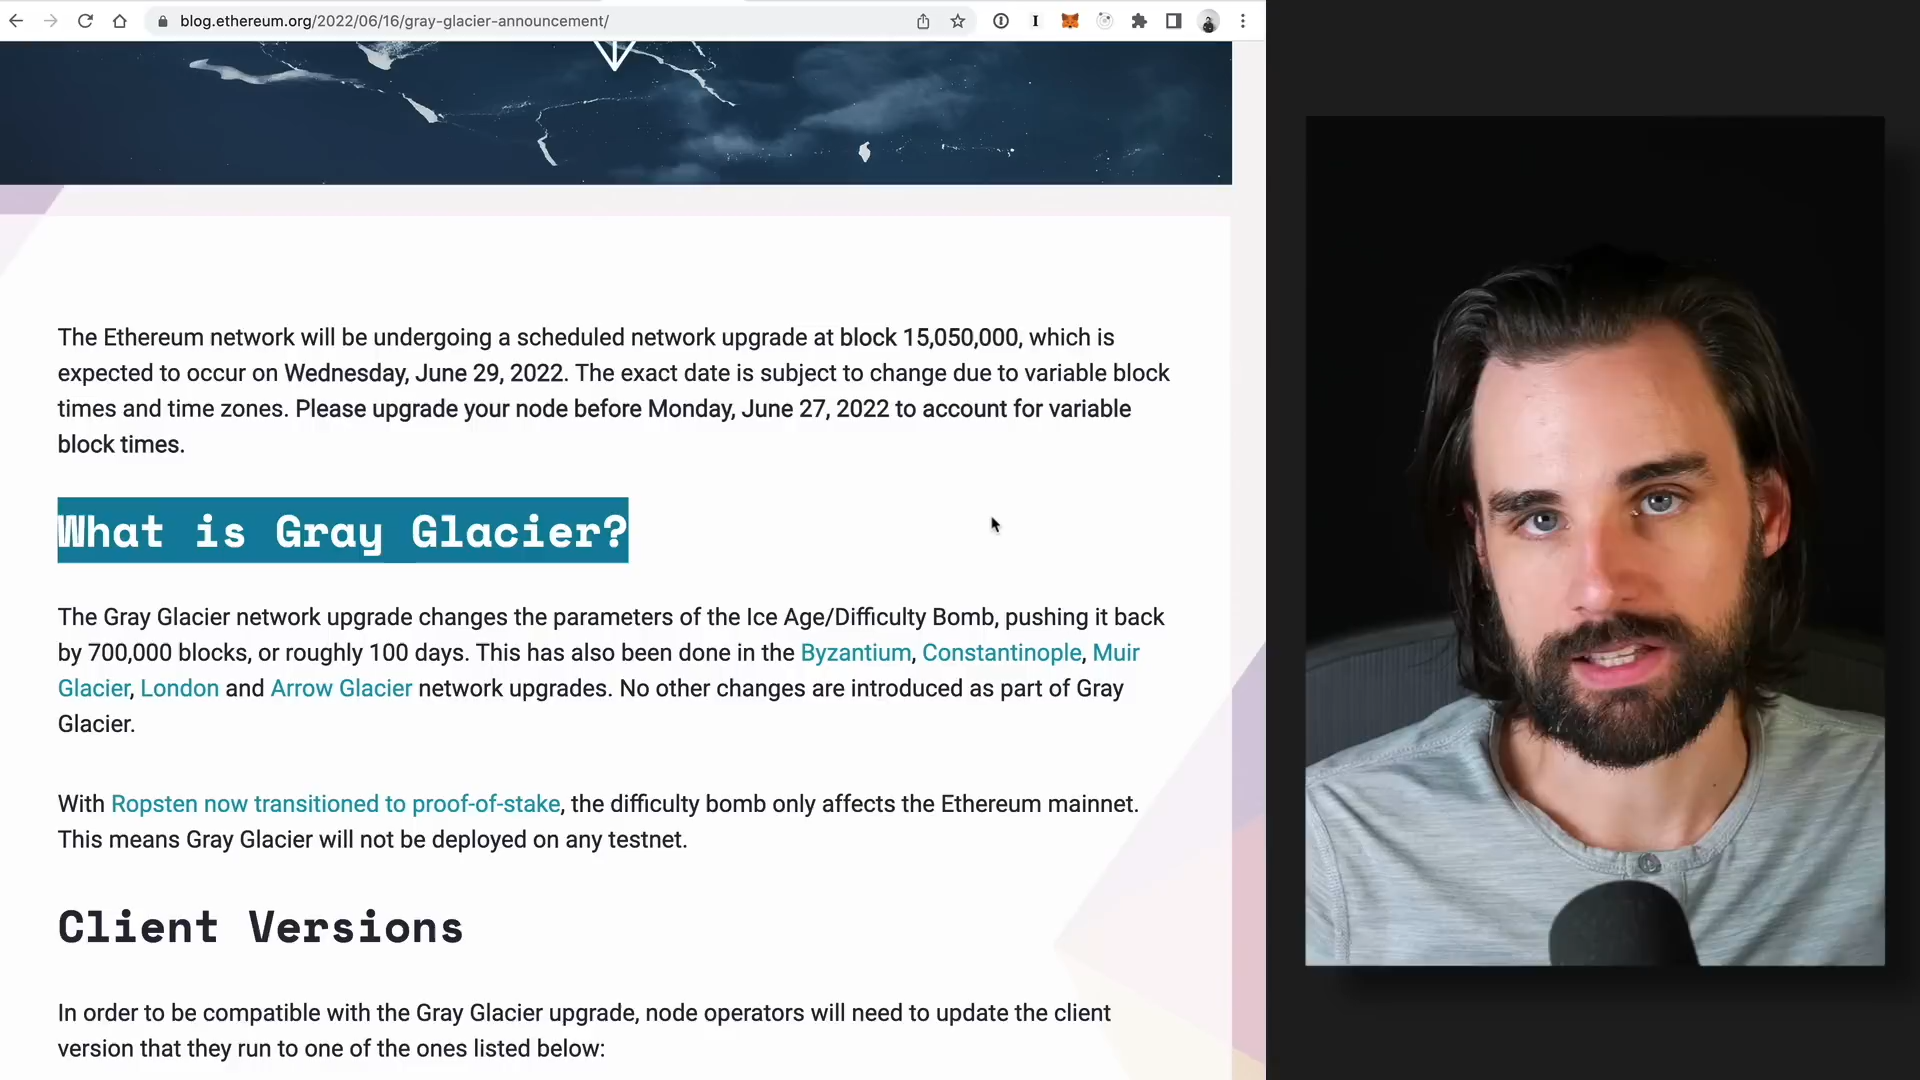 blog.ethereum.org/2022/06/16/gray-glacier-announcement/
The Ethereum network will be undergoing a scheduled network upgrade at block 15,050,000, which is
expected to occur on Wednesday, June 29, 2022. The exact date is subject to change due to variable block
times and time zones. Please upgrade your node before Monday, June 27, 2022 to account for variable
block times.
What is Gray Glacier?
The Gray Glacier network upgrade changes the parameters of the Ice Age/Difficulty Bomb, pushing it back
by 700,000 blocks, or roughly 100 days. This has also been done in the Byzantium, Constantinople, Muir
Glacier, London and Arrow Glacier network upgrades. No other changes are introduced as part of Gray
Glacier.
With Ropsten now transitioned to proof-of-stake, the difficulty bomb only affects the Ethereum mainnet.
This means Gray Glacier will not be deployed on any testnet.
Client Versions
In order to be compatible with the Gray Glacier upgrade, node operators will need to update the client
version that they run to one of the ones listed below: